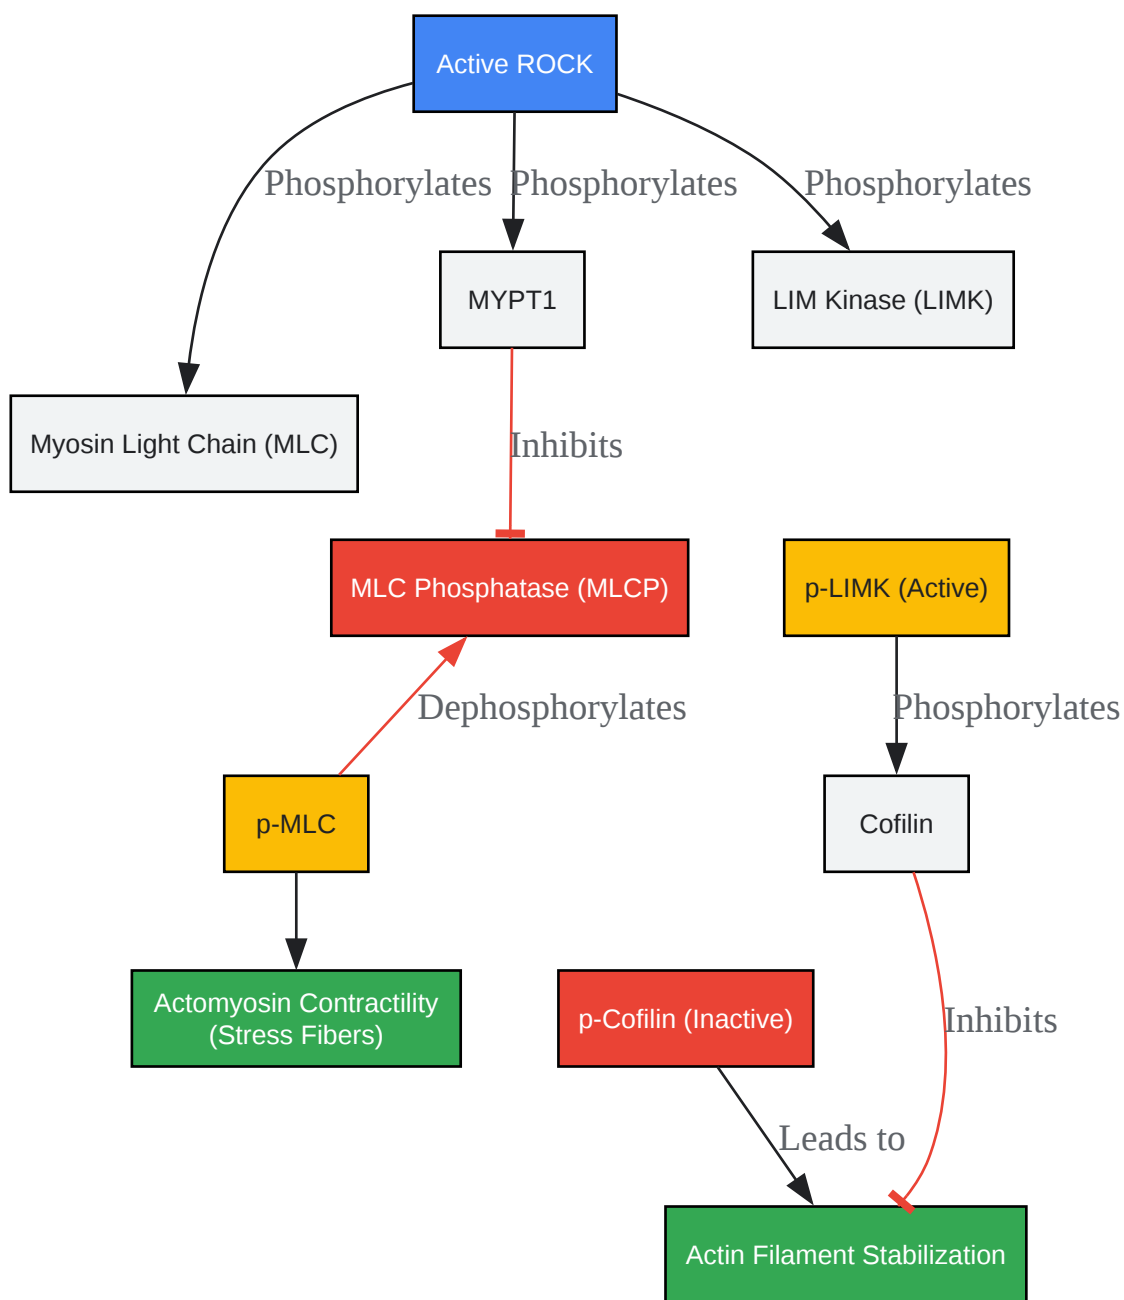 Active ROCK
Phosphorylates
Phosphorylates
Phosphorylates
MYPT1
LIM Kinase (LIMK)
Myosin Light Chain (MLC)
Inhibits
MLC Phosphatase (MLCP)
p-LIMK (Active)
Dephosphorylates
Phosphorylates
p-MLC
Cofilin
Actomyosin Contractility
(Stress Fibers)
p-Cofilin (Inactive)
Inhibits
Leads to
Actin Filament Stabilization